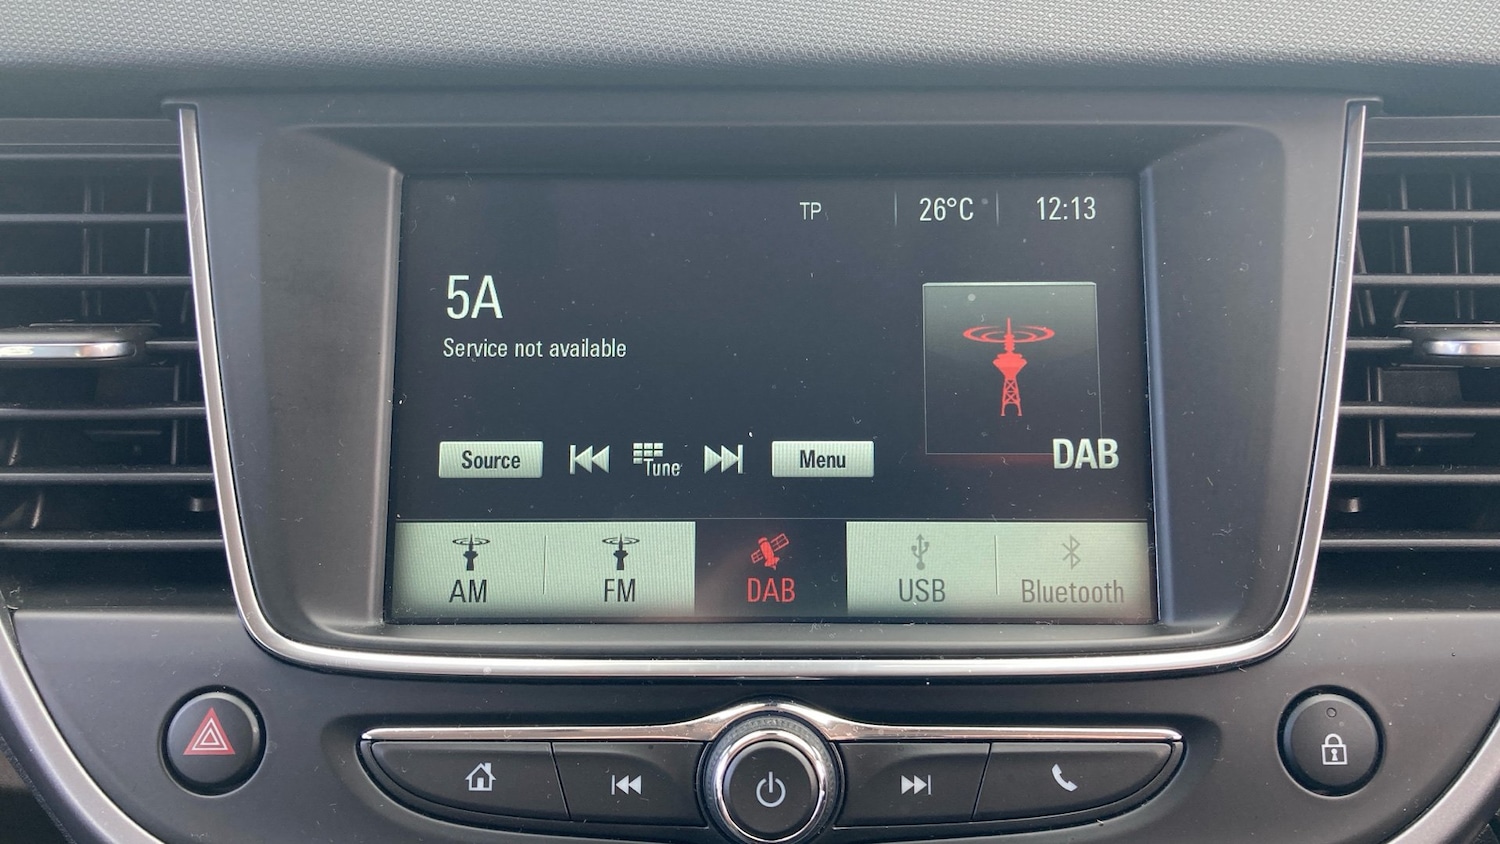 TP 26°C 12:13
5A
Service not available
Source Tune Menu
DAB
AM FM DAB USB Bluetooth